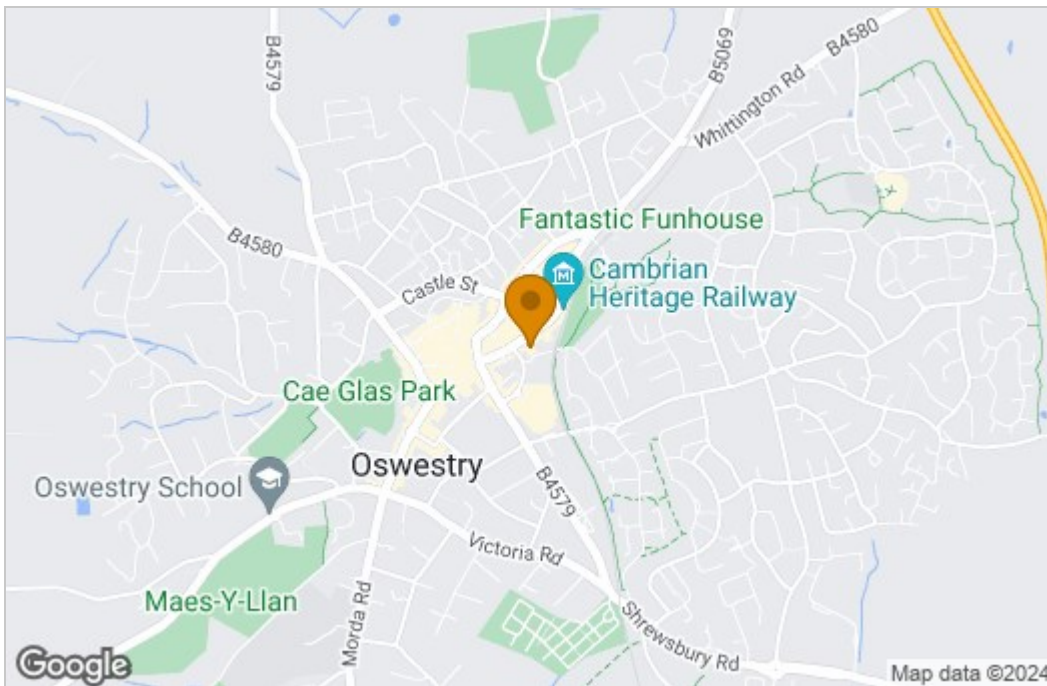 B4579
B5069
B4580
Whittington Rd
Fantastic Funhouse
B4580
Castle St
Cambrian
Heritage Railway
Cae Glas Park
Oswestry
Oswestry School
B4579
Victoria Rd
Maes-Y-Llan
Morda Rd
Shrewsbury Rd
Google
Map data ©2024